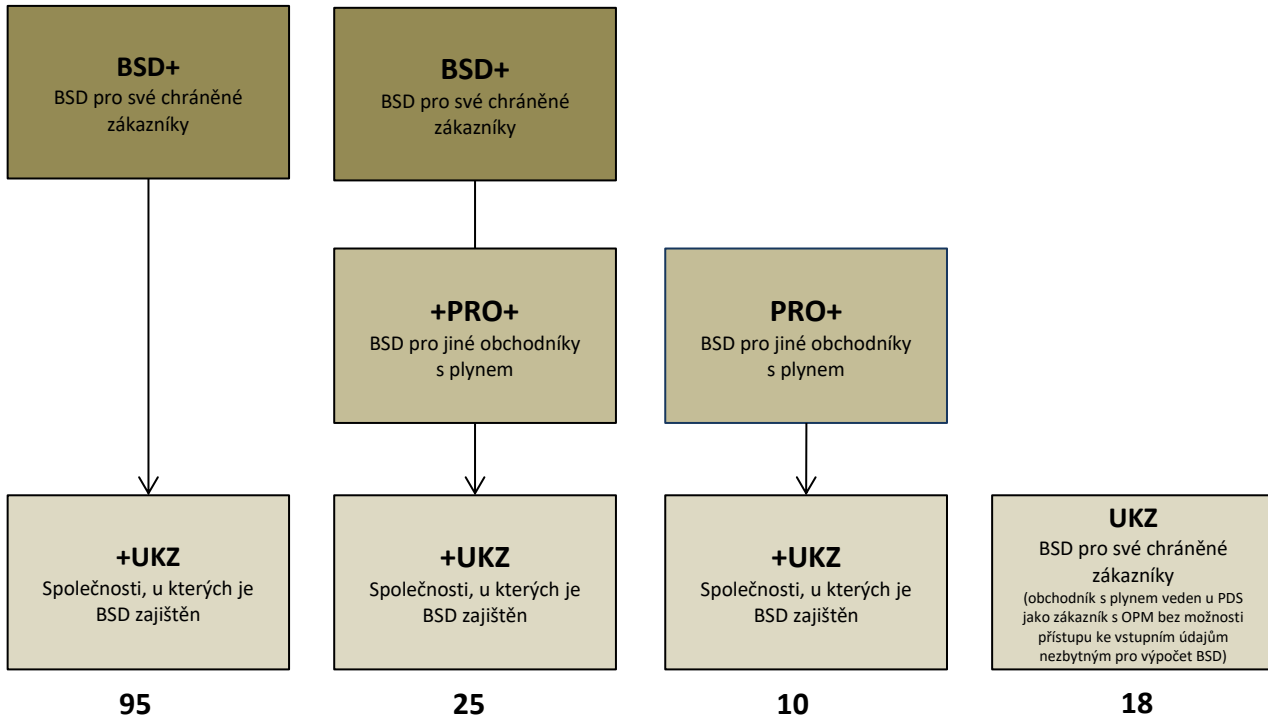 BSD+
BSD pro své chráněné
zákazníky
BSD+
BSD pro své chráněné
zákazníky
+PRO+
BSD pro jiné obchodníky
s plynem
PRO+
BSD pro jiné obchodníky
s plynem
+UKZ
Společnosti, u kterých je
BSD zajištěn
+UKZ
Společnosti, u kterých je
BSD zajištěn
+UKZ
Společnosti, u kterých je
BSD zajištěn
UKZ
BSD pro své chráněné
zákazníky
(obchodník s plynem veden u PDS
jako zákazník s OPM bez možnosti
přístupu ke vstupním údajům
nezbytným pro výpočet BSD)
95
25
10
18